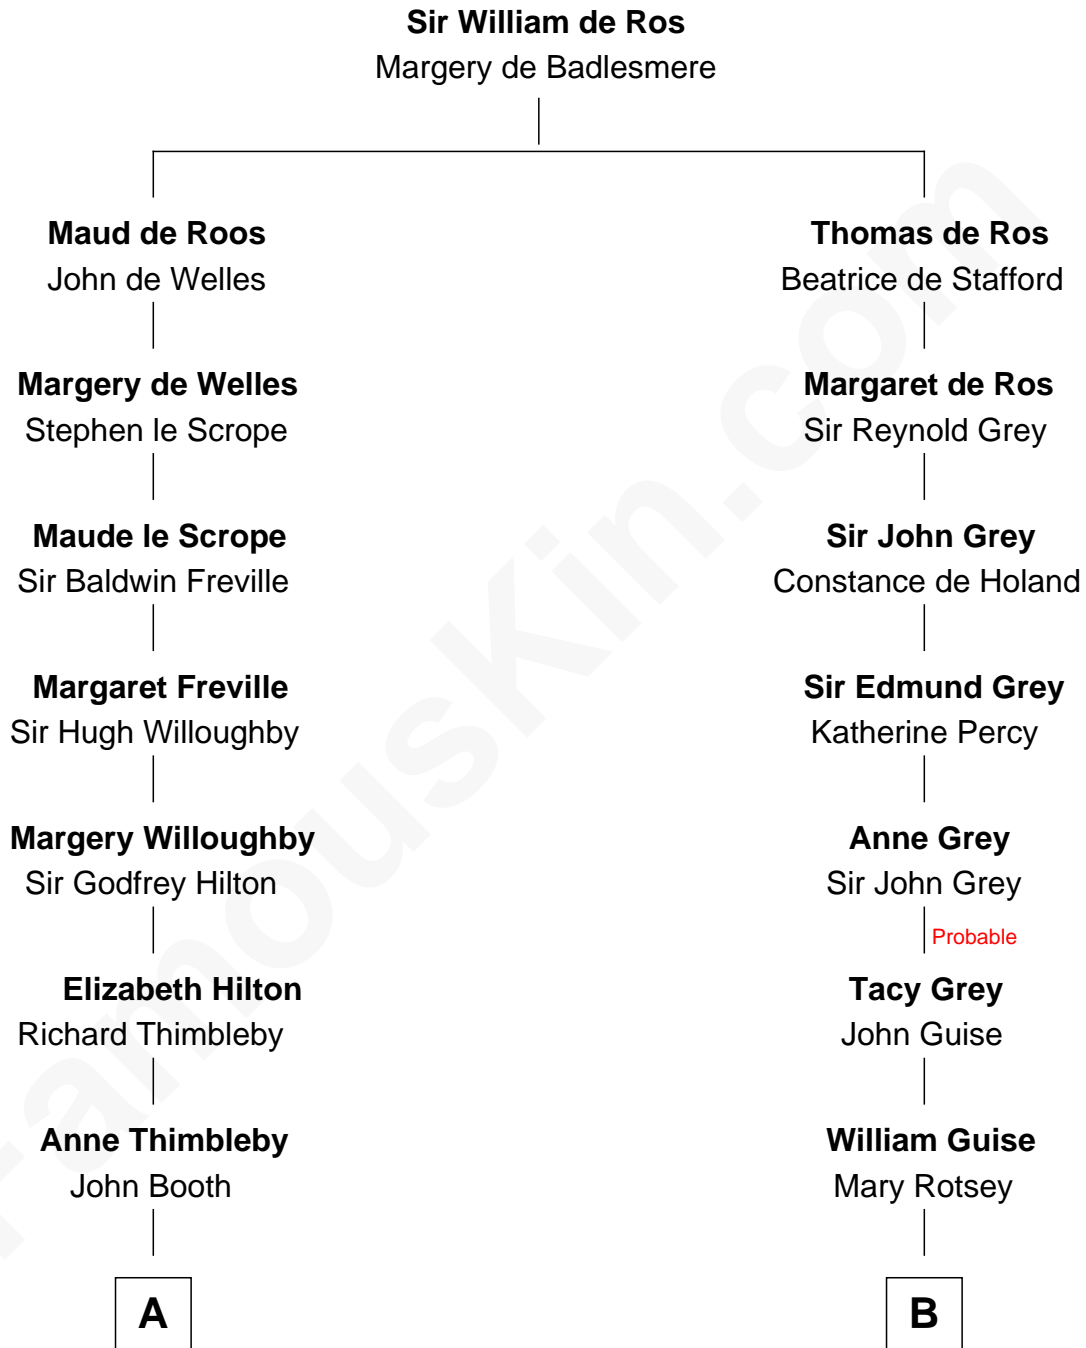 Sir William de Ros
Margery de Badlesmere
Maud de Roos
John de Welles
Thomas de Ros
Beatrice de Stafford
Margery de Welles
Stephen le Scrope
Margaret de Ros
Sir Reynold Grey
Maude le Scrope
Sir Baldwin Freville
Sir John Grey
Constance de Holand
Margaret Freville
Sir Hugh Willoughby
Sir Edmund Grey
Katherine Percy
Margery Willoughby
Sir Godfrey Hilton
Anne Grey
Sir John Grey
Probable
Elizabeth Hilton
Richard Thimbleby
Tacy Grey
John Guise
Anne Thimbleby
John Booth
William Guise
Mary Rotsey
A
B
FamousKin.com